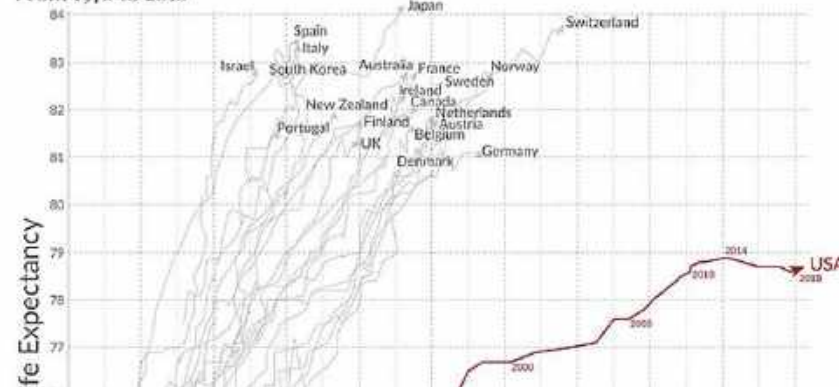 84
Japan
Switzerland
Spain
Italy
83
Israel
South Korea
Australia
France
Norway
Sweden
Ireland
82
New Zealand
Canada
Netherlands
Portugal
Finland
Austria
Belgium
UK
81
Denmark
Germany
80
fe Expectancy
79
2014
USA
2010
2018
78
2005
77
2000